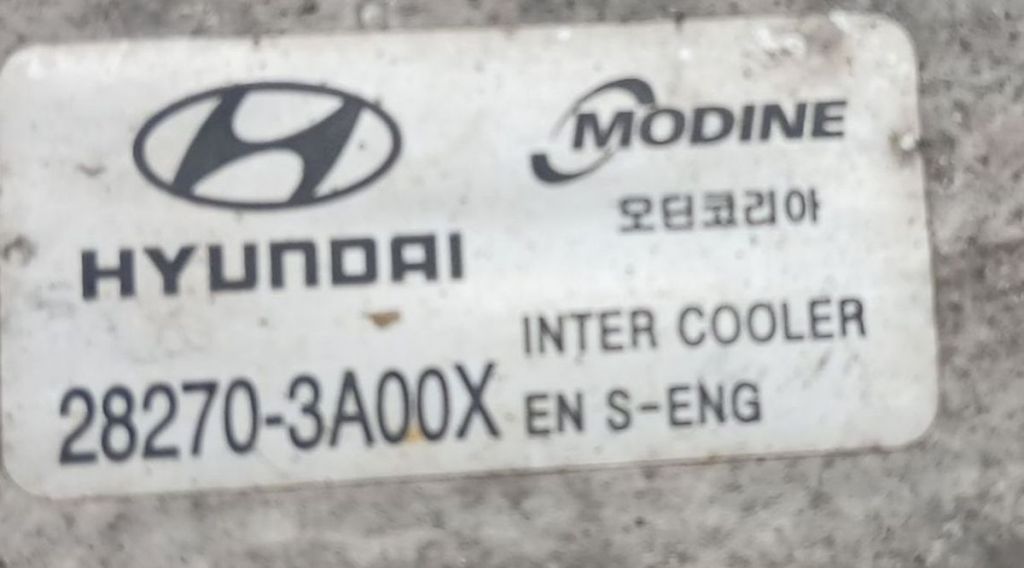 HYUNDAI
28270-3A00X
MODINE
모딘코리아
INTER COOLER
EN S-ENG